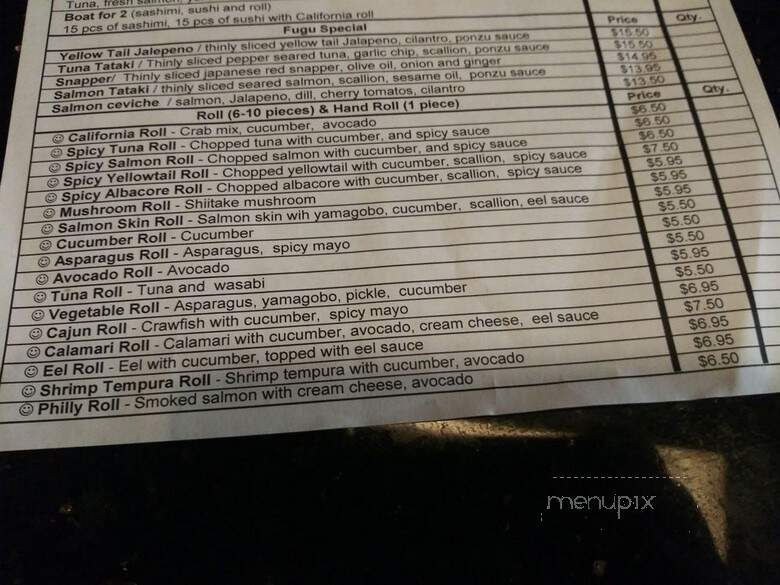 Tuna, fresh salmon,
Boat for 2 (sashimi, sushi and roll)
15 pcs of sashimi, 15 pcs of sushi with California roll
Fugu Special Price Qty.
Yellow Tail Jalepeno / thinly sliced yellow tail Jalapeno, cilantro, ponzu sauce $15.50
Tuna Tataki / Thinly sliced pepper seared tuna, garlic chip, scallion, ponzu sauce $15.50
Snapper/ Thinly sliced japanese red snapper, olive oil, onion and ginger $14.95
Salmon Tataki / thinly sliced seared salmon, scallion, sesame oil, ponzu sauce $13.95
Salmon ceviche / salmon, Jalapeno, dill, cherry tomatoes, cilantro $13.50
Roll (6-10 pieces) & Hand Roll (1 piece) Price Qty.
☺ California Roll - Crab mix, cucumber, avocado $6.50
☺ Spicy Tuna Roll - Chopped tuna with cucumber, and spicy sauce $6.50
☺ Spicy Salmon Roll - Chopped salmon with cucumber, and spicy sauce $6.50
☺ Spicy Yellowtail Roll - Chopped yellowtail with cucumber, scallion, spicy sauce $7.50
☺ Spicy Albacore Roll - Chopped albacore with cucumber, scallion, spicy sauce $5.95
☺ Mushroom Roll - Shiitake mushroom $5.95
☺ Salmon Skin Roll - Salmon skin wih yamagobo, cucumber, scallion, eel sauce $5.95
☺ Cucumber Roll - Cucumber $5.50
☺ Asparagus Roll - Asparagus, spicy mayo $5.50
☺ Avocado Roll - Avocado $5.50
☺ Tuna Roll - Tuna and wasabi $5.95
☺ Vegetable Roll - Asparagus, yamagobo, pickle, cucumber $5.50
☺ Cajun Roll - Crawfish with cucumber, spicy mayo $6.95
☺ Calamari Roll - Calamari with cucumber, avocado, cream cheese, eel sauce $7.50
☺ Eel Roll - Eel with cucumber, topped with eel sauce $6.95
☺ Shrimp Tempura Roll - Shrimp tempura with cucumber, avocado $6.95
☺ Philly Roll - Smoked salmon with cream cheese, avocado $6.50
menupix